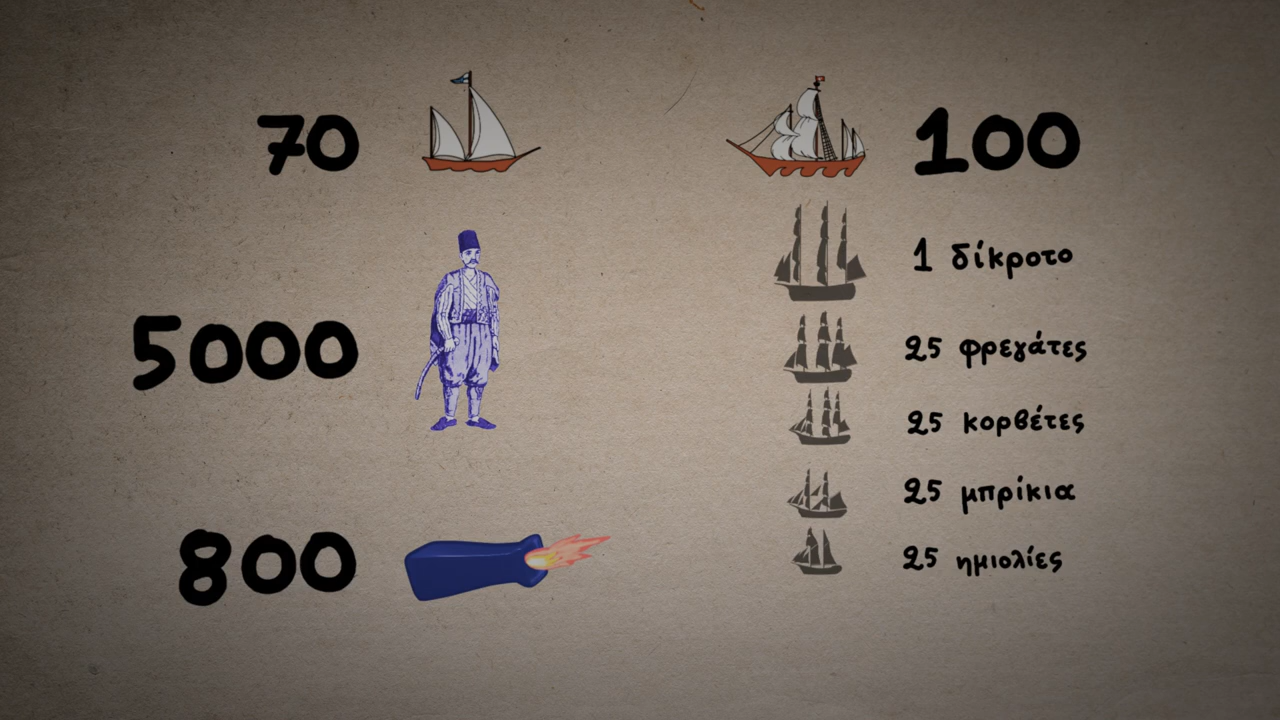 70
100
1 δίκροτο
5000
25 φρεγάτες
25 κορβέτες
25 μπρίκια
800
25 ημιολίες